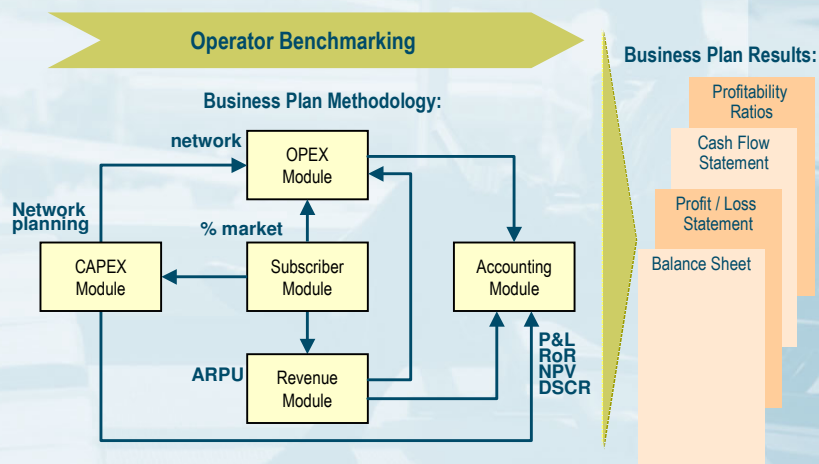 Operator Benchmarking
Business Plan Results:
Business Plan Methodology:
Profitability
Ratios
Cash Flow
Statement
Profit / Loss
Statement
Balance Sheet
network
OPEX
Module
Network
planning
% market
CAPEX
Module
Subscriber
Module
Accounting
Module
ARPU
Revenue
Module
P&L
RoR
NPV
DSCR